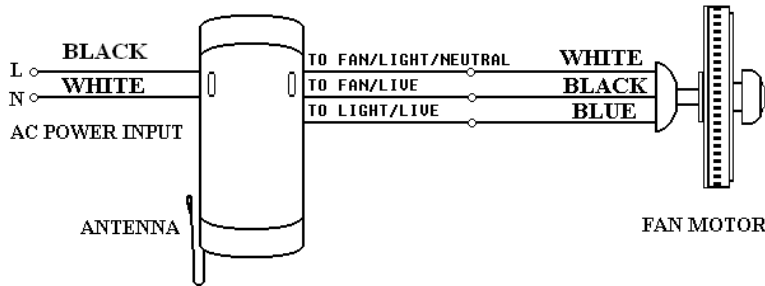 BLACK
L
WHITE
N
AC POWER INPUT
ANTENNA
TO FAN/LIGHT/NEUTRAL
WHITE
TO FAN/LIVE
BLACK
TO LIGHT/LIVE
BLUE
FAN MOTOR